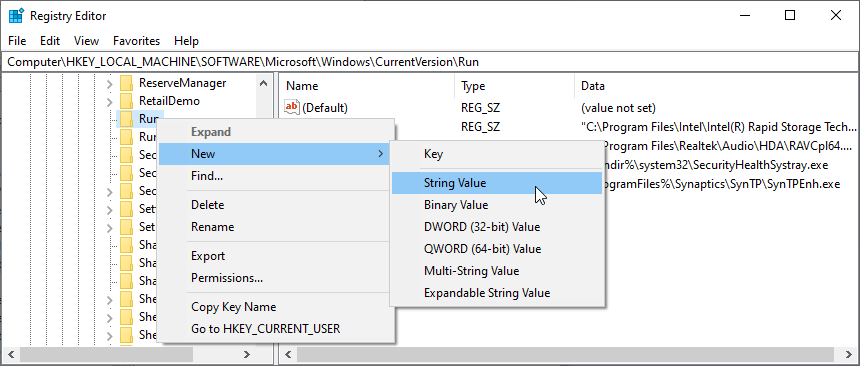 Registry Editor
File Edit View Favorites Help
Computer\HKEY_LOCAL_MACHINE\SOFTWARE\Microsoft\Windows\CurrentVersion\Run
Name Type Data
ReserveManager
RetailDemo
Run
Run
Sec
Sec
Sec
Sec
Set
Set
Sha
Sha
Sha
She
She
She
ab (Default) REG_SZ (value not set)
REG_SZ "C:\Program Files\Intel\Intel(R) Rapid Storage Tech...
Program Files\Realtek\Audio\HDA\RAVCpl64....
ndir%\system32\SecurityHealthSystray.exe
ogramFiles%\Synaptics\SynTP\SynTPEnh.exe
Expand
New
Find...
Delete
Rename
Export
Permissions...
Copy Key Name
Go to HKEY_CURRENT_USER
Key
String Value
Binary Value
DWORD (32-bit) Value
QWORD (64-bit) Value
Multi-String Value
Expandable String Value